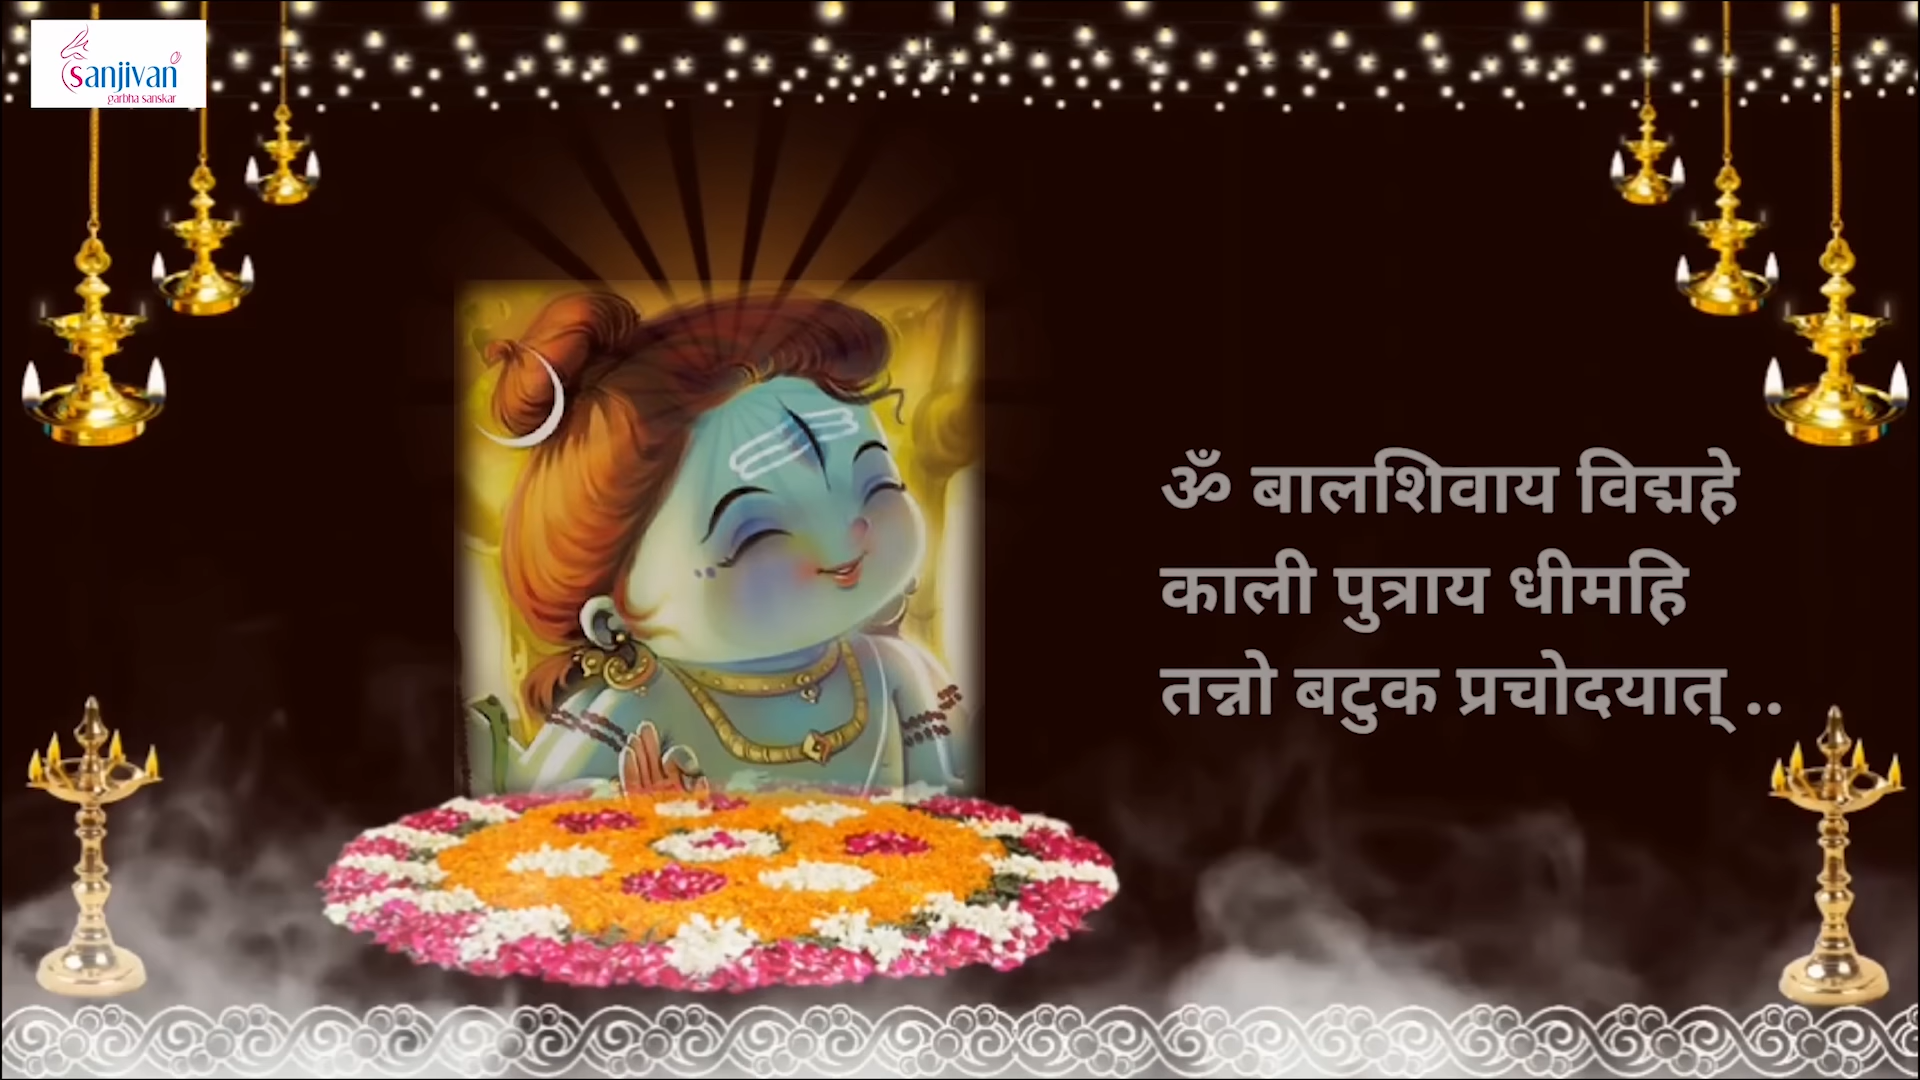 sanjivan
garbha sanskar
ॐ बालशिवाय विद्महे
काली पुत्राय धीमहि
तन्नो बटुक प्रचोदयात् ..